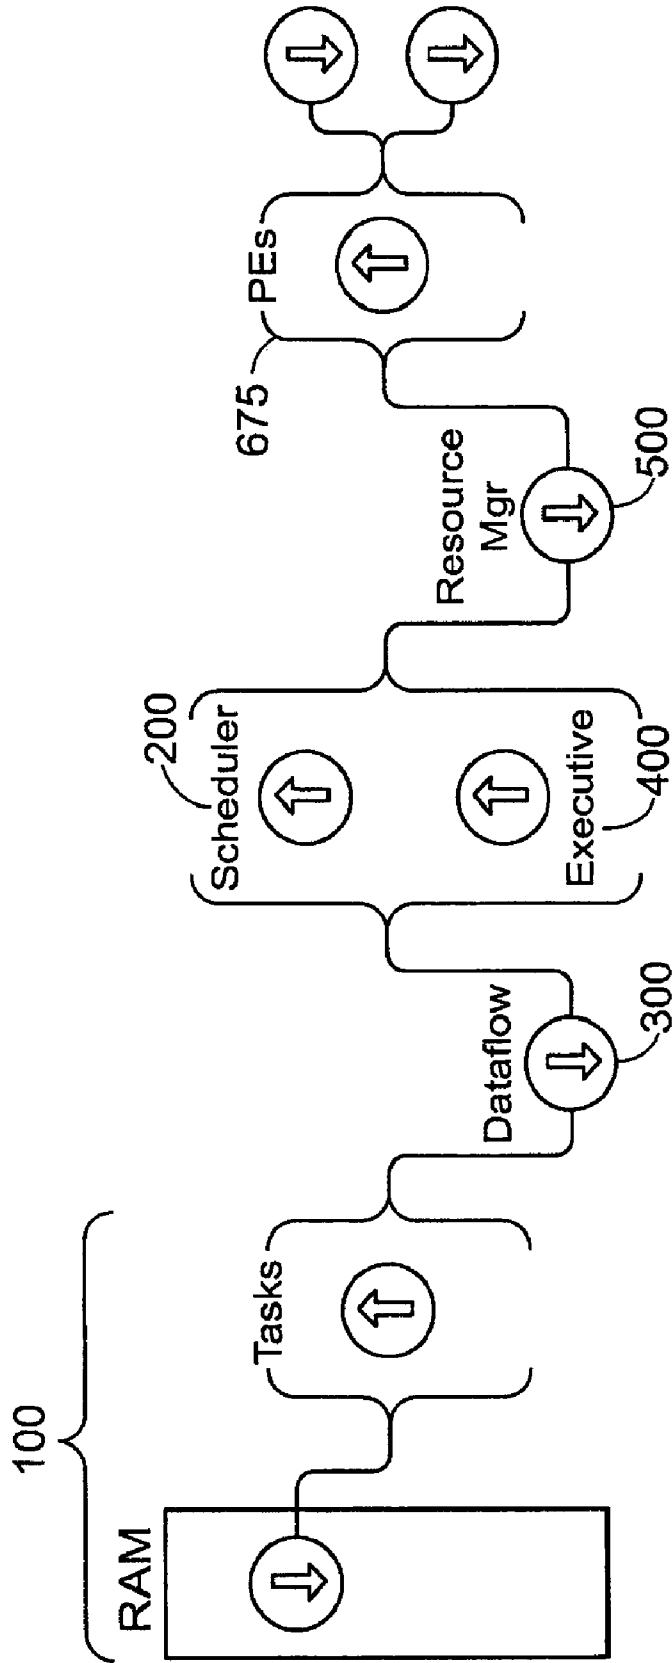 100
RAM
Tasks
Dataflow
300
200
Scheduler
Executive
400
Resource
Mgr
500
675
PEs